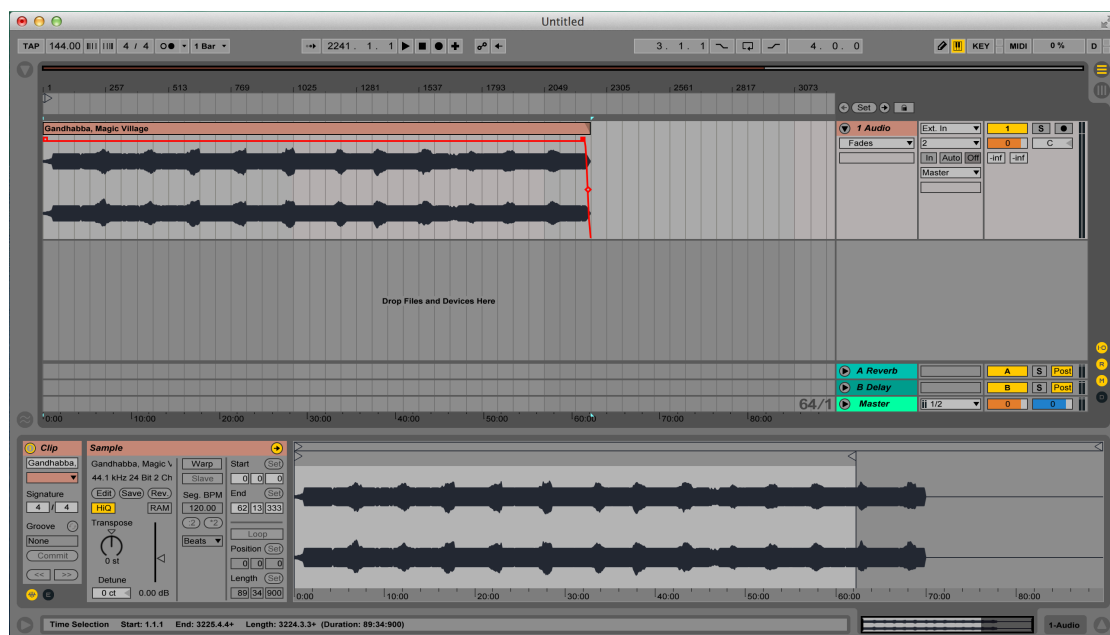 Untitled
TAP 144.00 4 / 4 1 Bar 2241 . 1 . 1 3 . 1 . 1 4 . 0 . 0 KEY MIDI 0 % D
1 257 513 769 1025 1281 1537 1793 2049 2305 2561 2817 3073
Set
Gandhabba, Magic Village
1 Audio Ext. In 1 S
Fades 2 0 C
In Auto Off -inf -inf
Master
Drop Files and Devices Here
I·O
R
M
D
A Reverb A S Post
B Delay B S Post
64/1 Master 1/2 0 0
0:00 10:00 20:00 30:00 40:00 50:00 60:00 70:00 80:00
Clip Sample
Gandhabba, Gandhabba, Magic V Warp Start Set
44.1 kHz 24 Bit 2 Ch Slave 0 0 0
Signature Edit Save Rev. Seg. BPM End Set
4 / 4 HiQ RAM 120.00 62 13 333
Groove Transpose :2 *2
None Beats Loop
Commit 0 st Position Set
0 0 0
<< >> Detune Length Set
E 0 ct 0.00 dB 89 34 900
0:00 10:00 20:00 30:00 40:00 50:00 60:00 70:00 80:00
Time Selection Start: 1.1.1 End: 3225.4.4+ Length: 3224.3.3+ (Duration: 89:34:900) 1-Audio